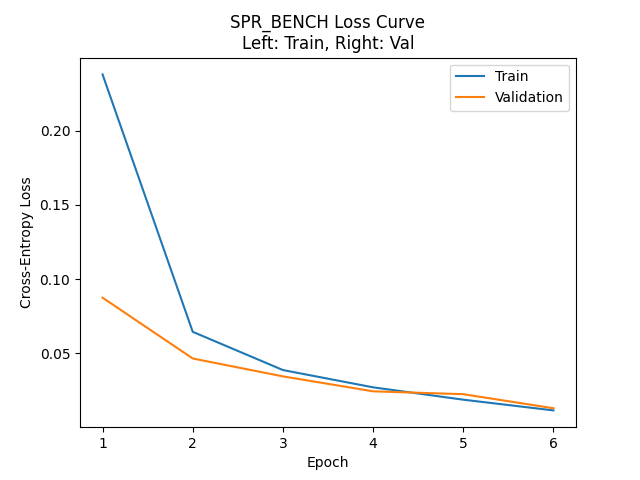 SPR_BENCH Loss Curve
Left: Train, Right: Val
Train
Validation
Cross-Entropy Loss
0.20
0.15
0.10
0.05
1 2 3 4 5 6
Epoch